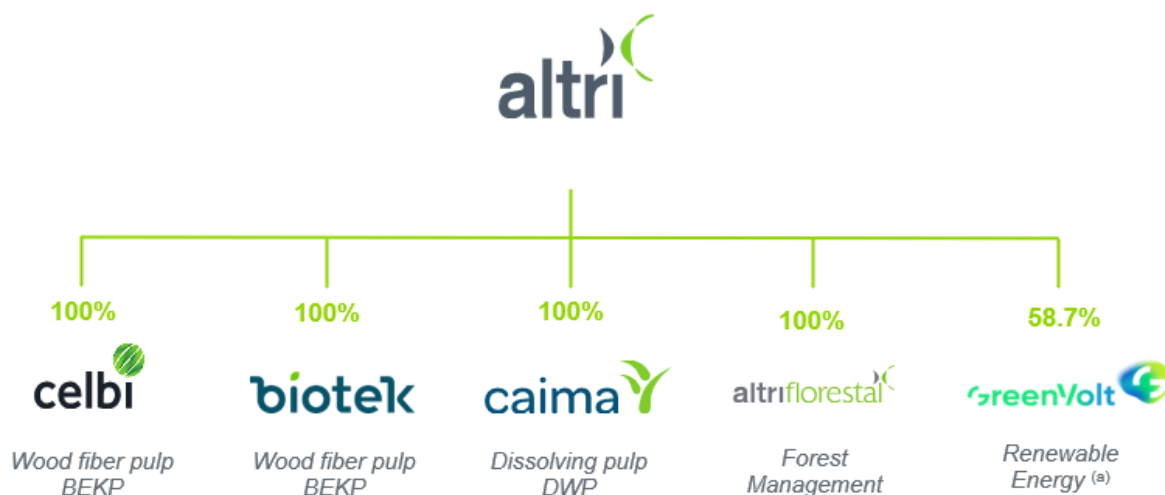 altri
100%
100%
100%
100%
58.7%
celbi
biotek
caima
altriflorestal
GreenVolt
Wood fiber pulp
BEKP
Wood fiber pulp
BEKP
Dissolving pulp
DWP
Forest
Management
Renewable
Energy (a)